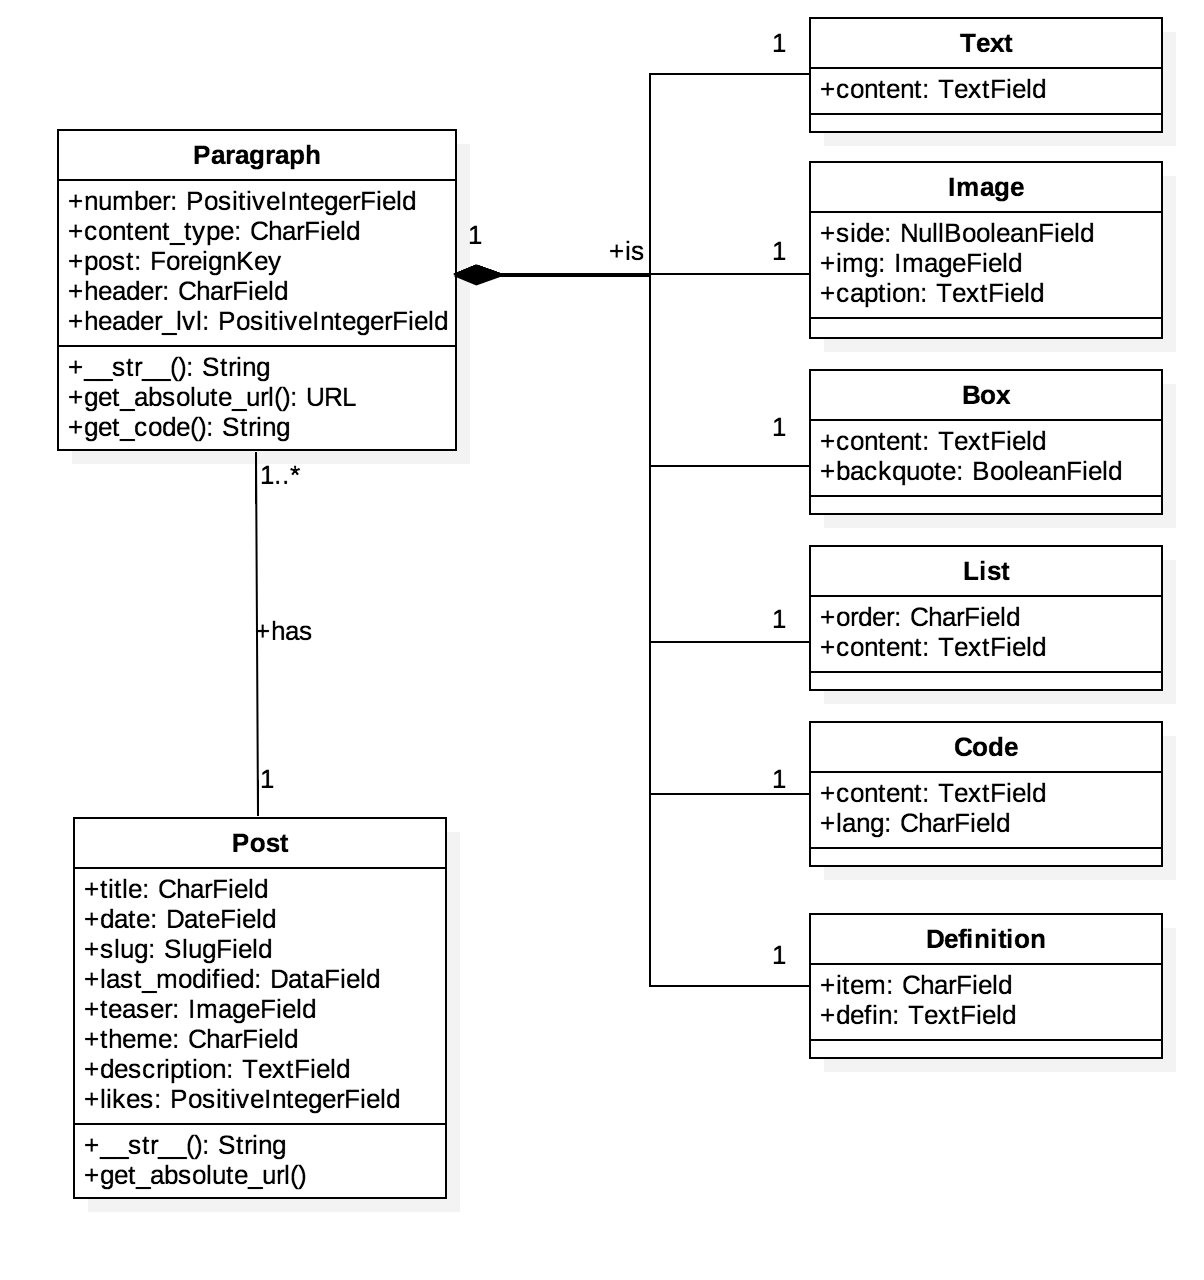 Paragraph
+number: PositiveIntegerField
+content_type: CharField
+post: ForeignKey
+header: CharField
+header_lvl: PositiveIntegerField
+__str__(): String
+get_absolute_url(): URL
+get_code(): String
1
+is
1..*
+has
1
Post
+title: CharField
+date: DateField
+slug: SlugField
+last_modified: DataField
+teaser: ImageField
+theme: CharField
+description: TextField
+likes: PositiveIntegerField
+__str__(): String
+get_absolute_url()
1
Text
+content: TextField
1
Image
+side: NullBooleanField
+img: ImageField
+caption: TextField
1
Box
+content: TextField
+backquote: BooleanField
1
List
+order: CharField
+content: TextField
1
Code
+content: TextField
+lang: CharField
1
Definition
+item: CharField
+defin: TextField